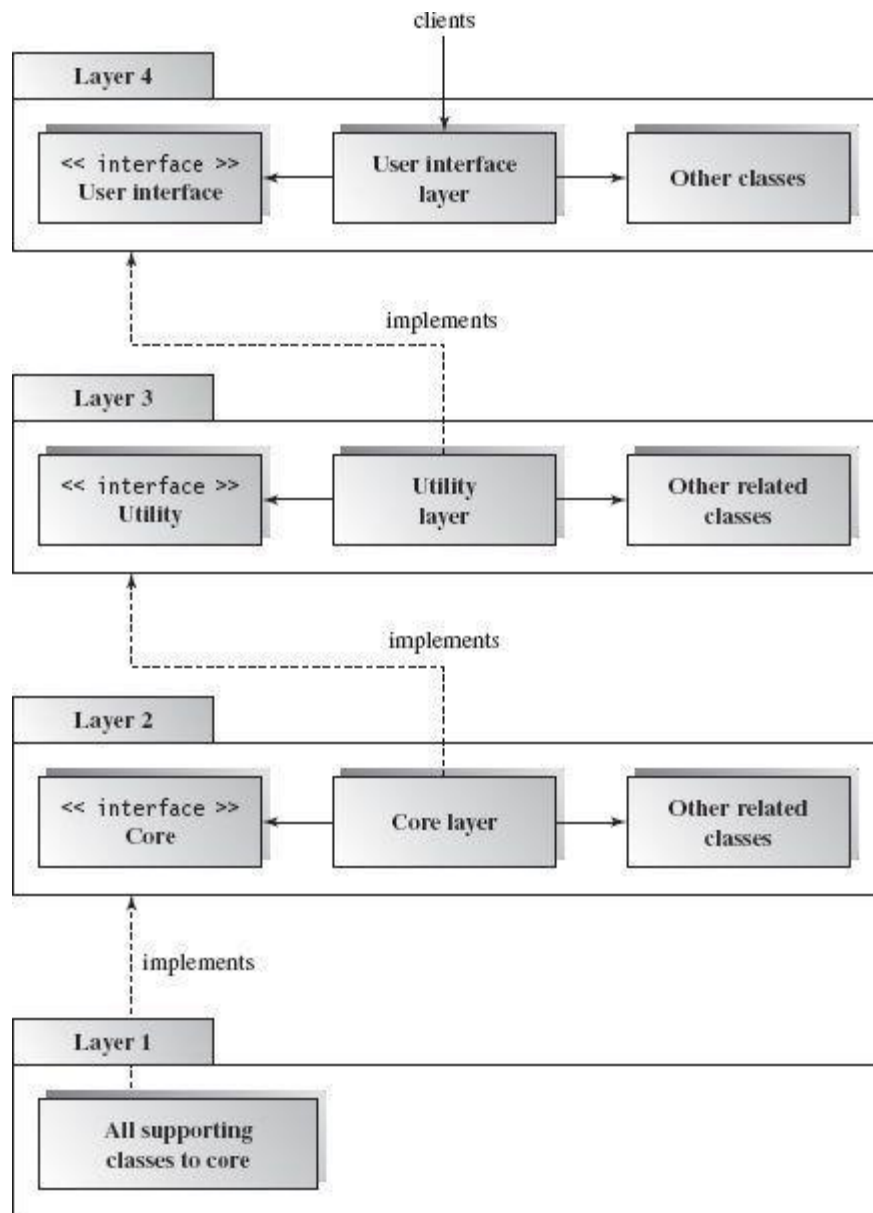 clients
Layer 4
<< interface >>
User interface
User interface
layer
Other classes
implements
Layer 3
<< interface >>
Utility
Utility
layer
Other related
classes
implements
Layer 2
<< interface >>
Core
Core layer
Other related
classes
implements
Layer 1
All supporting
classes to core